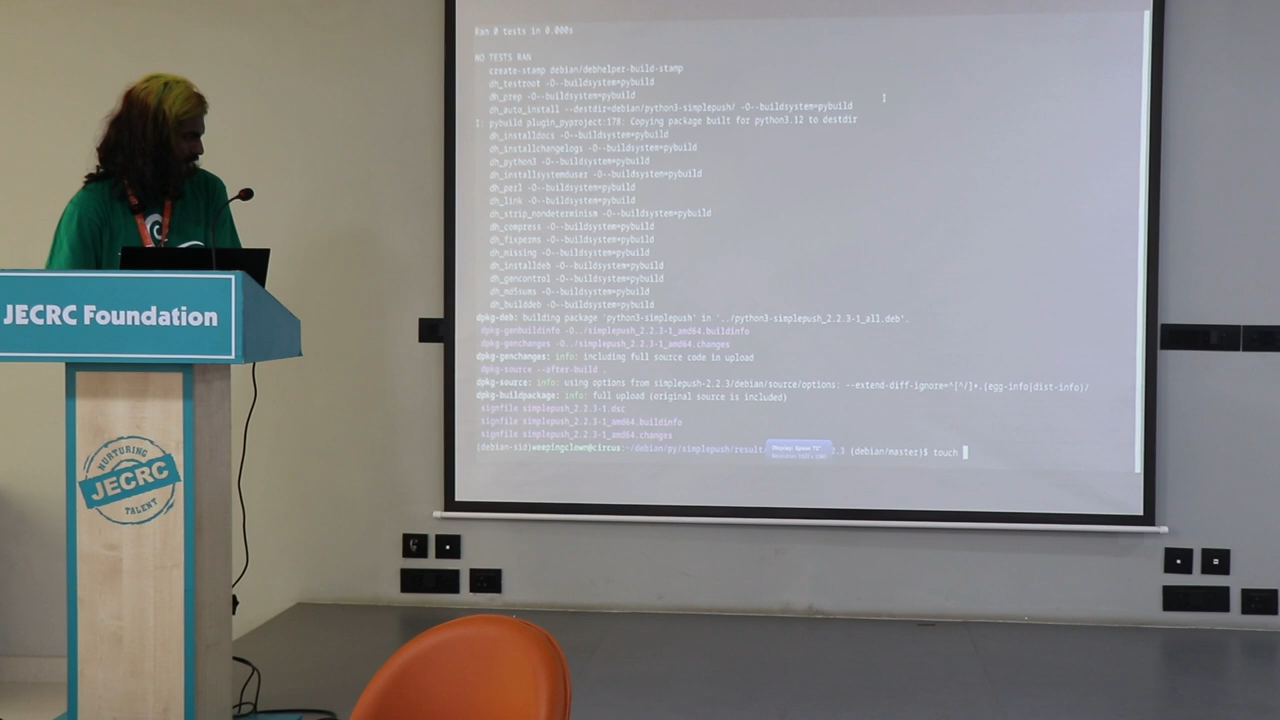 Ran 0 tests in 0.000s
NO TESTS RAN
create-stamp debian/debhelper-build-stamp
dh_testroot -O--buildsystem=pybuild
dh_prep -O--buildsystem=pybuild
dh_auto_install --destdir=debian/python3-simplepush/ -O--buildsystem=pybuild
I: pybuild plugin_pyproject:178: Copying package built for python3.12 to destdir
dh_installdocs -O--buildsystem=pybuild
dh_installchangelogs -O--buildsystem=pybuild
dh_python3 -O--buildsystem=pybuild
dh_installsystemduser -O--buildsystem=pybuild
dh_perl -O--buildsystem=pybuild
dh_link -O--buildsystem=pybuild
dh_strip_nondeterminism -O--buildsystem=pybuild
dh_compress -O--buildsystem=pybuild
dh_fixperms -O--buildsystem=pybuild
dh_missing -O--buildsystem=pybuild
dh_installdeb -O--buildsystem=pybuild
dh_gencontrol -O--buildsystem=pybuild
dh_md5sums -O--buildsystem=pybuild
dh_builddeb -O--buildsystem=pybuild
dpkg-deb: building package 'python3-simplepush' in '../python3-simplepush_2.2.3-1_all.deb'.
dpkg-genbuildinfo -O../simplepush_2.2.3-1_amd64.buildinfo
dpkg-genchanges -O../simplepush_2.2.3-1_amd64.changes
dpkg-genchanges: info: including full source code in upload
dpkg-source --after-build .
dpkg-source: info: using options from simplepush-2.2.3/debian/source/options: --extend-diff-ignore=^[^/]*.(egg-info|dist-info)/
dpkg-buildpackage: info: full upload (original source is included)
signfile simplepush_2.2.3-1_amd64.dsc
signfile simplepush_2.2.3-1_amd64.buildinfo
signfile simplepush_2.2.3-1_amd64.changes
(debian-sid)weepingclown@circus:~/debian/py/simplepush/result 2.3 (debian/master)$ touch
JECRC Foundation
NURTURING
JECRC
TALENT